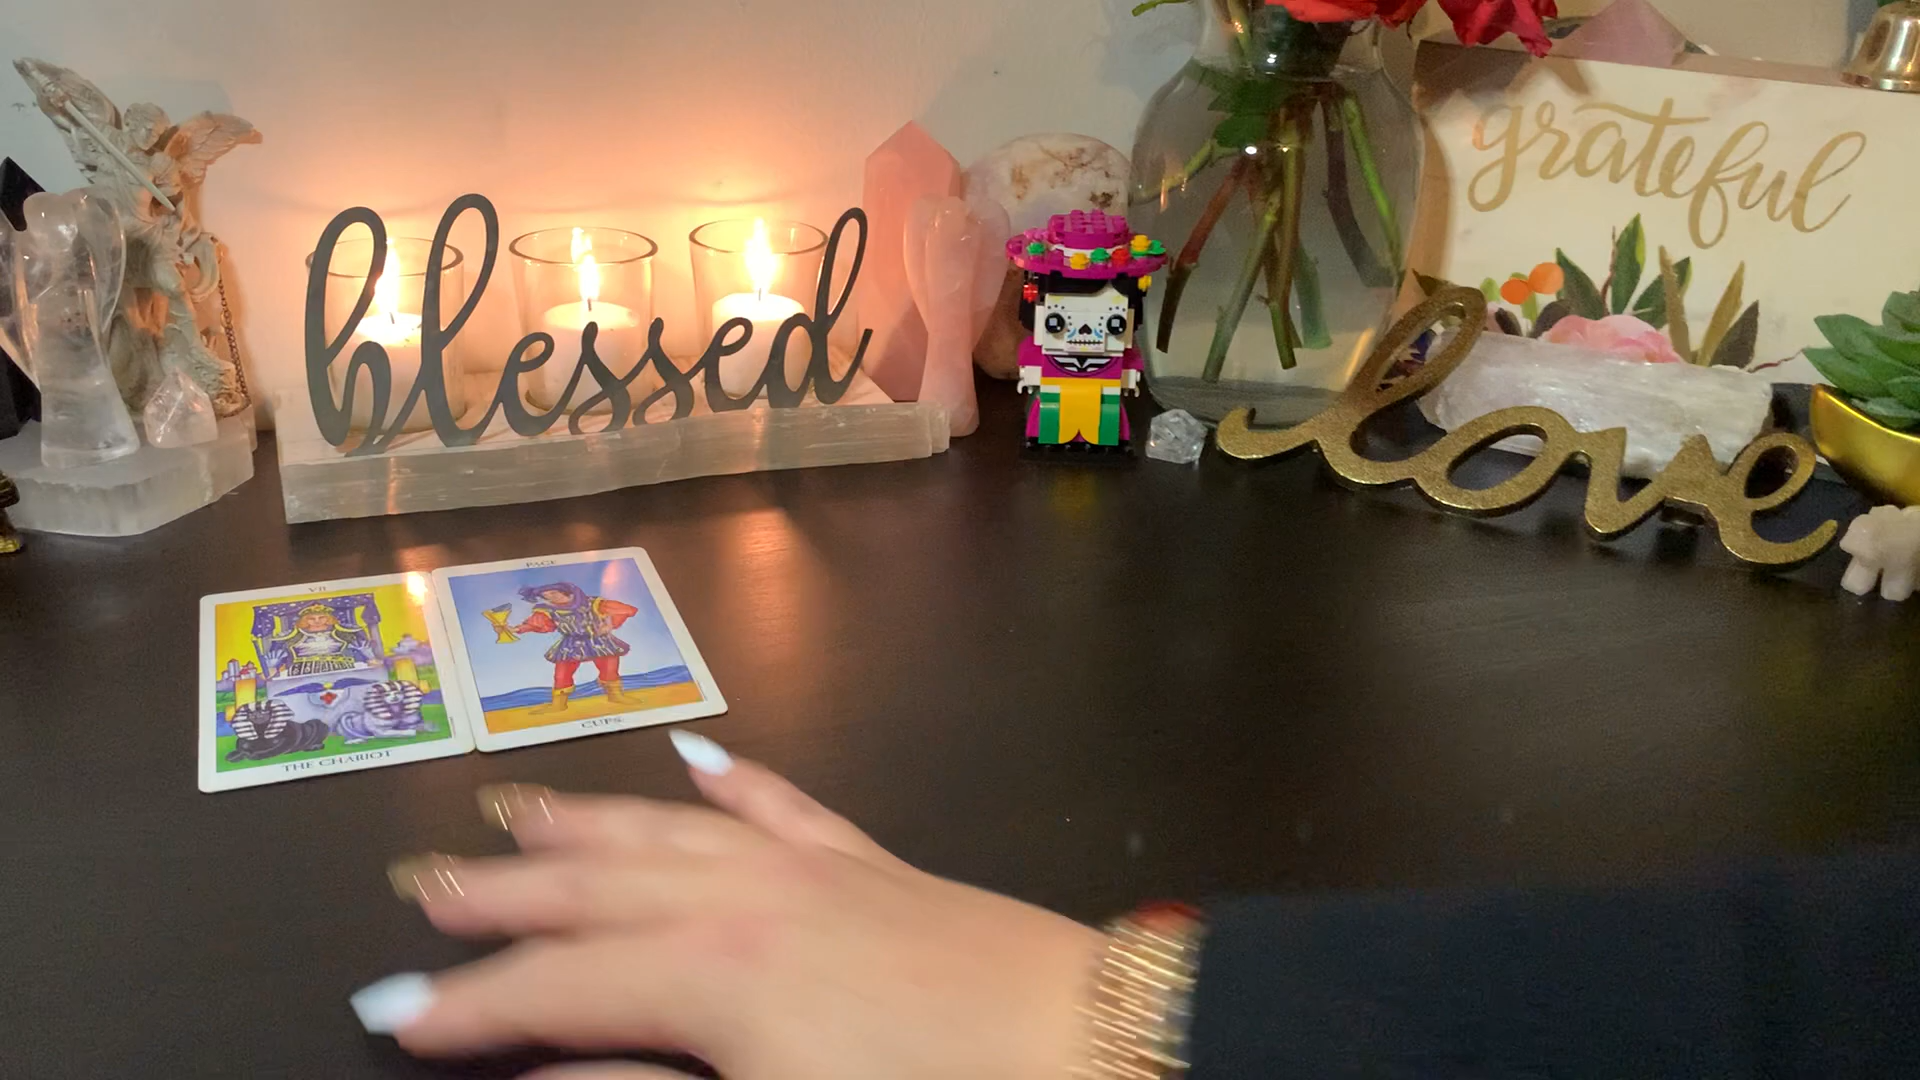 blessed
grateful
love
VII
THE CHARIOT
PAGE
CUPS.